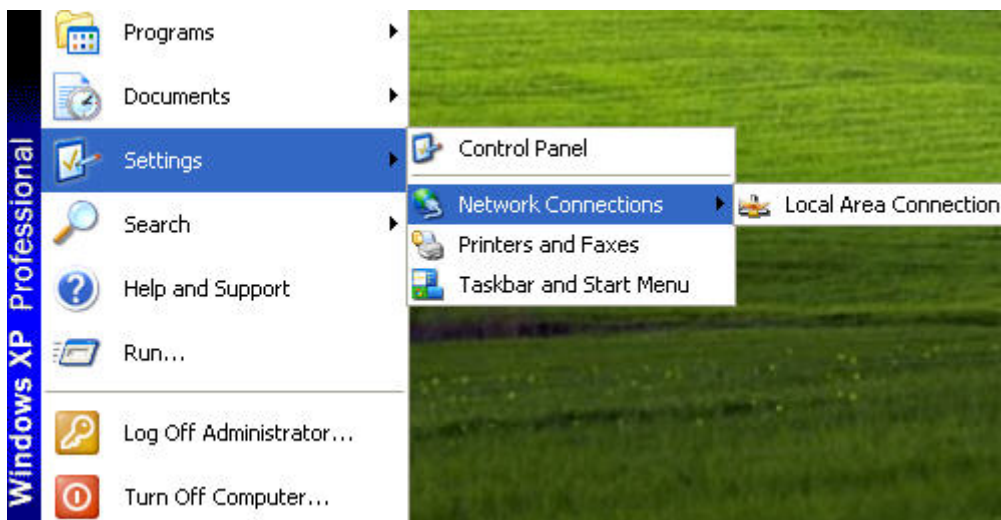 Windows XP Professional
Programs
Documents
Settings
Search
Help and Support
Run...
Log Off Administrator...
Turn Off Computer...
Control Panel
Network Connections
Printers and Faxes
Taskbar and Start Menu
Local Area Connection